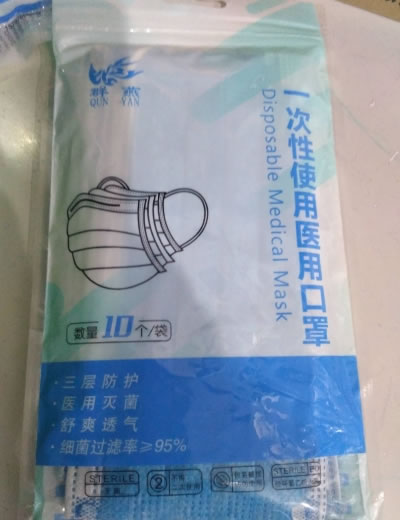 群燕
QUN YAN
一次性使用医用口罩
Disposable Medical Mask
数量 10 个/袋
· 三层防护
· 医用灭菌
· 舒爽透气
· 细菌过滤率≥95%
STERILE
STERILE